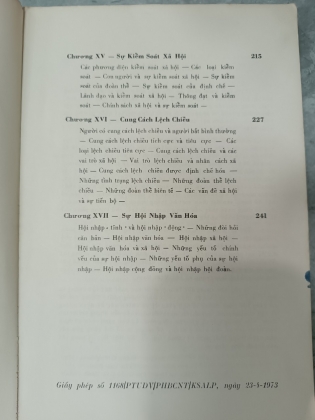 Chương XV — Sự Kiểm Soát Xã Hội 215
Các phương diện kiểm soát xã hội — Các loại kiểm
soát — Con người và sự kiểm soát xã hội — Sự kiểm
soát của đoàn thể — Sự kiểm soát của định chế —
Lãnh đạo và kiểm soát xã hội — Thông đạt và kiểm
soát — Chính sách xã hội và sự kiểm soát —
Chương XVI — Cung Cách Lệch Chiều 227
Người có cung cách lệch chiều và người bất bình thường
— Cung cách lệch chiều tích cực và tiêu cực — Các
loại lệch chiều tiêu cực — Cung cách lệch chiều và các
vai trò xã hội — Vai trò lệch chiều và nhân cách xã
hội — Cung cách lệch chiều được định chế hóa —
Những tình trạng lệch chiều — Những đoàn thể lệch
chiều — Những đoàn thể biên tế — Các vấn đề xã hội
và sự tiến bộ —
Chương XVII — Sự Hội Nhập Văn Hóa 241
Hội nhập « tĩnh » và hội nhập « động » — Những đòi hỏi
căn bản — Hội nhập văn hóa — Hội nhập xã hội —
Hội nhập văn hóa và xã hội — Những yếu tố chính
yếu của sự hội nhập — Những yếu tố phụ của sự hội
nhập — Hội nhập cộng đồng và hội nhập hội đoàn.
Giấy phép số 1168/PTUDV/PHBCNT/KSALP, ngày 23-4-1973